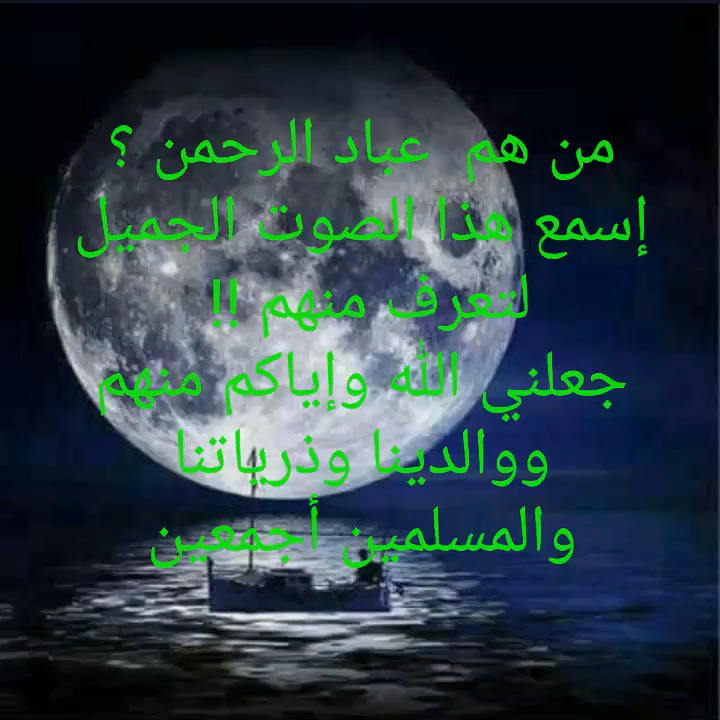 من هم عباد الرحمن ؟
إسمع هذا الصوت الجميل
لتعرف منهم !!
جعلني الله وإياكم منهم
ووالدينا وذرياتنا
والمسلمين أجمعين